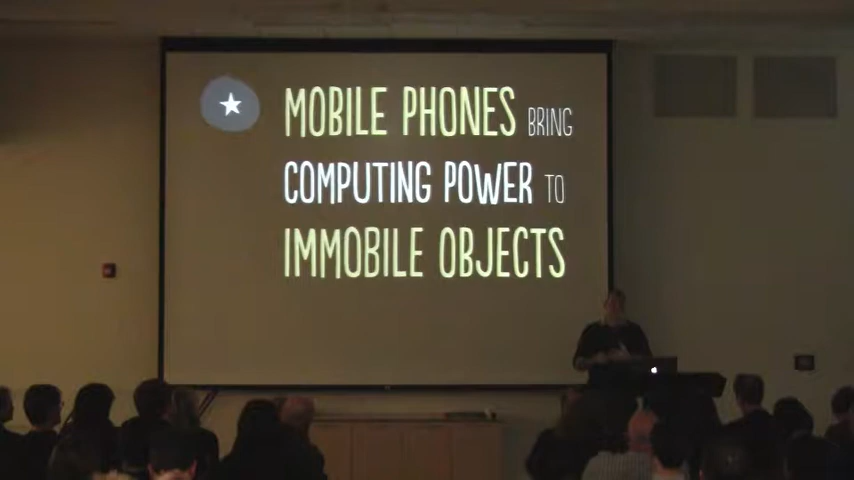 MOBILE PHONES BRING
COMPUTING POWER TO
IMMOBILE OBJECTS